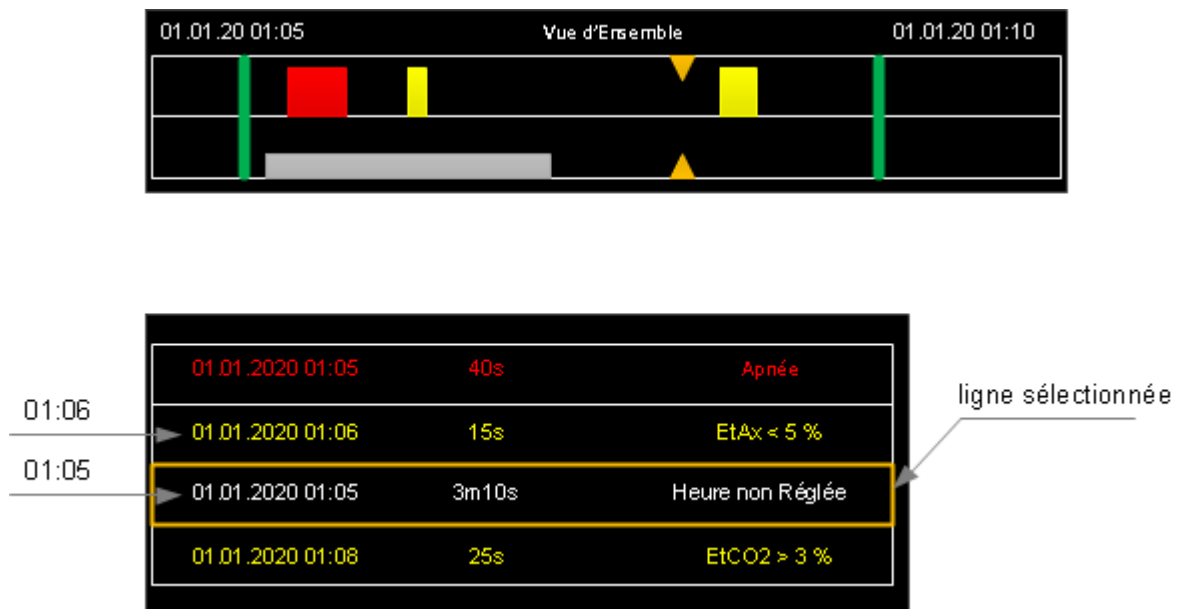 01.01.20 01:05 Vue d'Ensemble 01.01.20 01:10
01.01.2020 01:05 40s Apnée
ligne sélectionnée
01:06
01.01.2020 01:06 15s EtAx < 5 %
01:05
01.01.2020 01:05 3m10s Heure non Réglée
01.01.2020 01:08 25s EtCO2 > 3 %